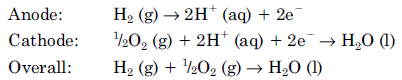 Anode: H₂ (g) → 2H⁺ (aq) + 2e⁻
Cathode: ½O₂ (g) + 2H⁺ (aq) + 2e⁻ → H₂O (l)
Overall: H₂ (g) + ½O₂ (g) → H₂O (l)